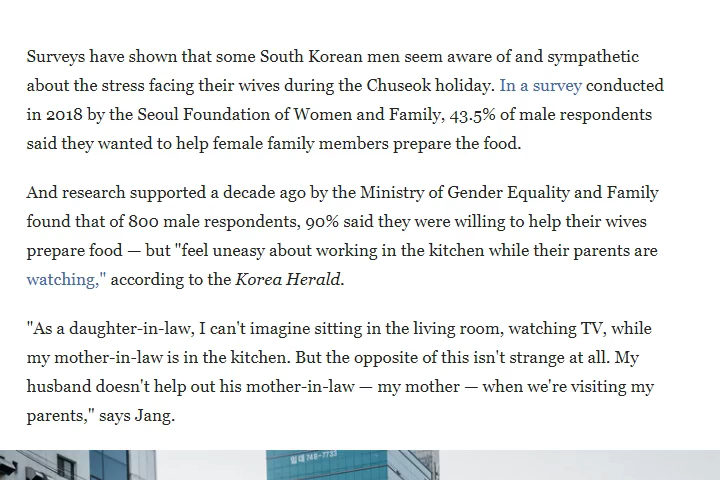 Surveys have shown that some South Korean men seem aware of and sympathetic
about the stress facing their wives during the Chuseok holiday. In a survey conducted
in 2018 by the Seoul Foundation of Women and Family, 43.5% of male respondents
said they wanted to help female family members prepare the food.
And research supported a decade ago by the Ministry of Gender Equality and Family
found that of 800 male respondents, 90% said they were willing to help their wives
prepare food — but "feel uneasy about working in the kitchen while their parents are
watching," according to the Korea Herald.
"As a daughter-in-law, I can't imagine sitting in the living room, watching TV, while
my mother-in-law is in the kitchen. But the opposite of this isn't strange at all. My
husband doesn't help out his mother-in-law — my mother — when we're visiting my
parents," says Jang.
임대 748-7733